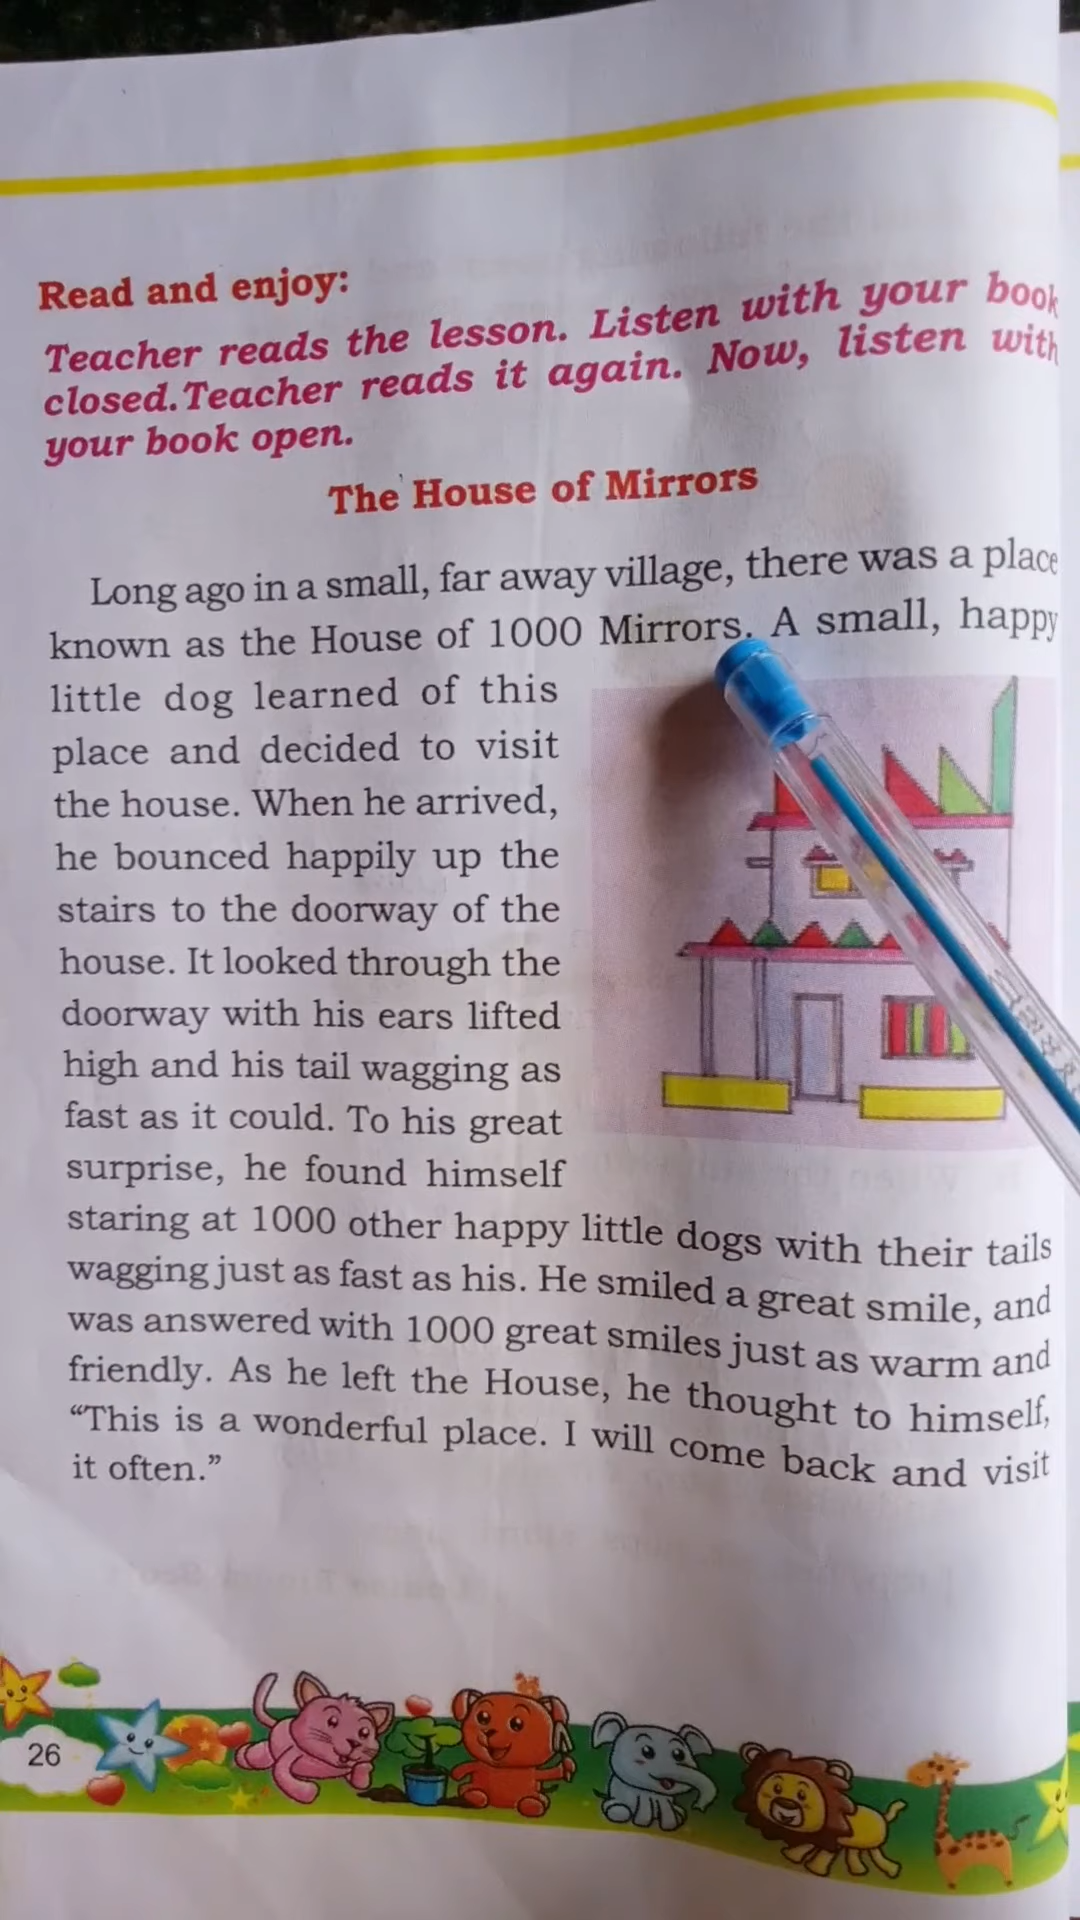 Read and enjoy:
Teacher reads the lesson. Listen with your book
closed. Teacher reads it again. Now, listen with
your book open.
The House of Mirrors
Long ago in a small, far away village, there was a place
known as the House of 1000 Mirrors. A small, happy
little dog learned of this
place and decided to visit
the house. When he arrived,
he bounced happily up the
stairs to the doorway of the
house. It looked through the
doorway with his ears lifted
high and his tail wagging as
fast as it could. To his great
surprise, he found himself
staring at 1000 other happy little dogs with their tails
wagging just as fast as his. He smiled a great smile, and
was answered with 1000 great smiles just as warm and
friendly. As he left the House, he thought to himself,
“This is a wonderful place. I will come back and visit
it often.”
26